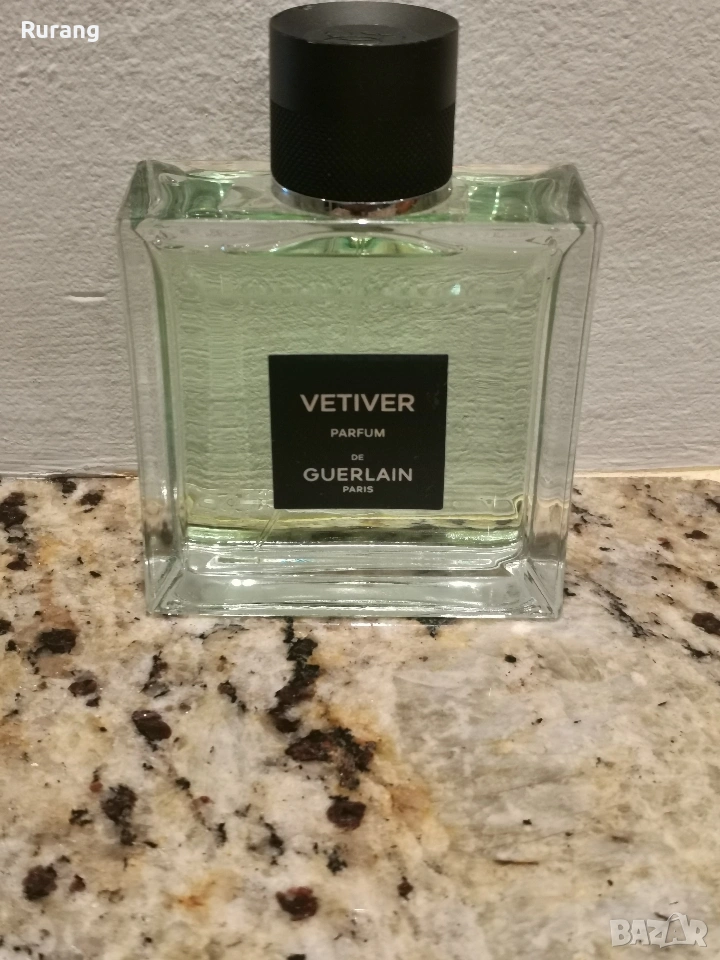 Rurang
VETIVER
PARFUM
DE
GUERLAIN
PARIS
BAZAR